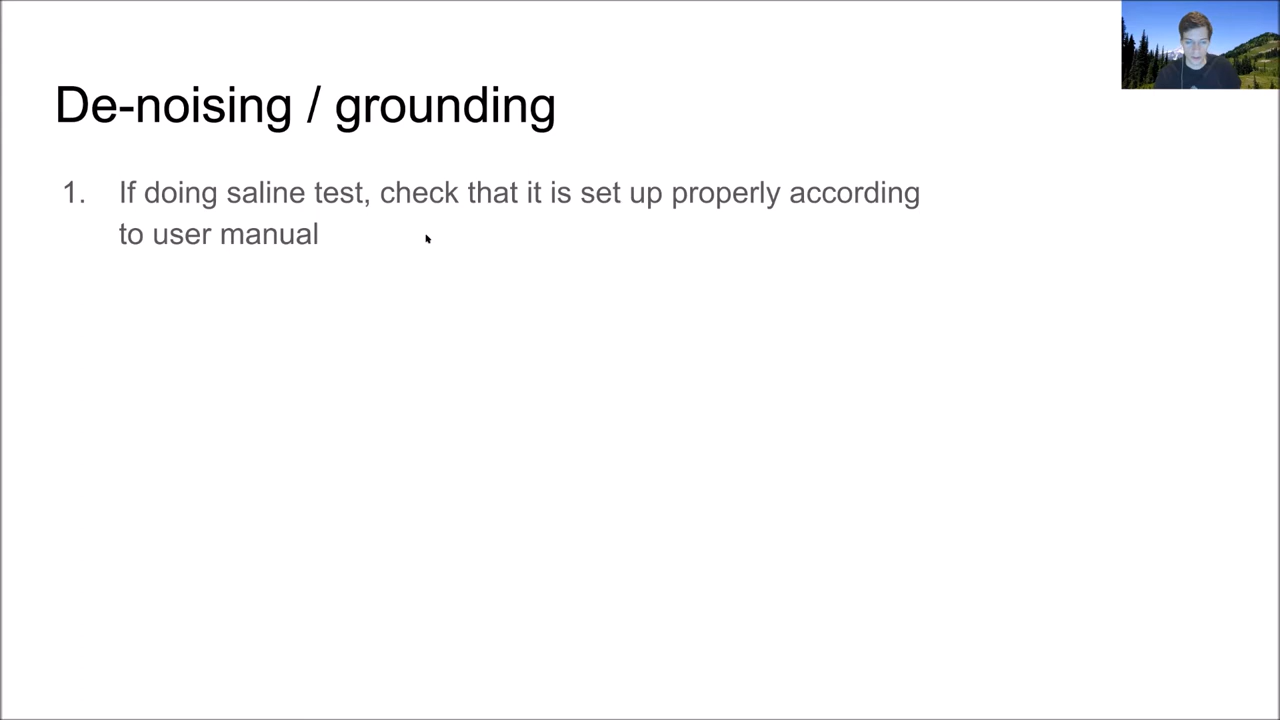 De-noising / grounding
1. If doing saline test, check that it is set up properly according
to user manual